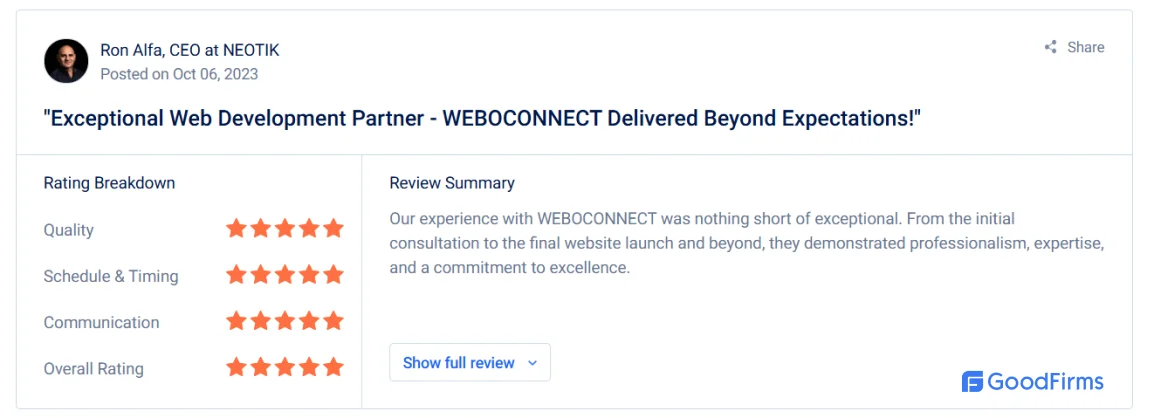 Ron Alfa, CEO at NEOTIK
Share
Posted on Oct 06, 2023
"Exceptional Web Development Partner - WEBOCONNECT Delivered Beyond Expectations!"
Rating Breakdown
Quality
Schedule & Timing
Communication
Overall Rating
Review Summary
Our experience with WEBOCONNECT was nothing short of exceptional. From the initial
consultation to the final website launch and beyond, they demonstrated professionalism, expertise,
and a commitment to excellence.
Show full review
GoodFirms